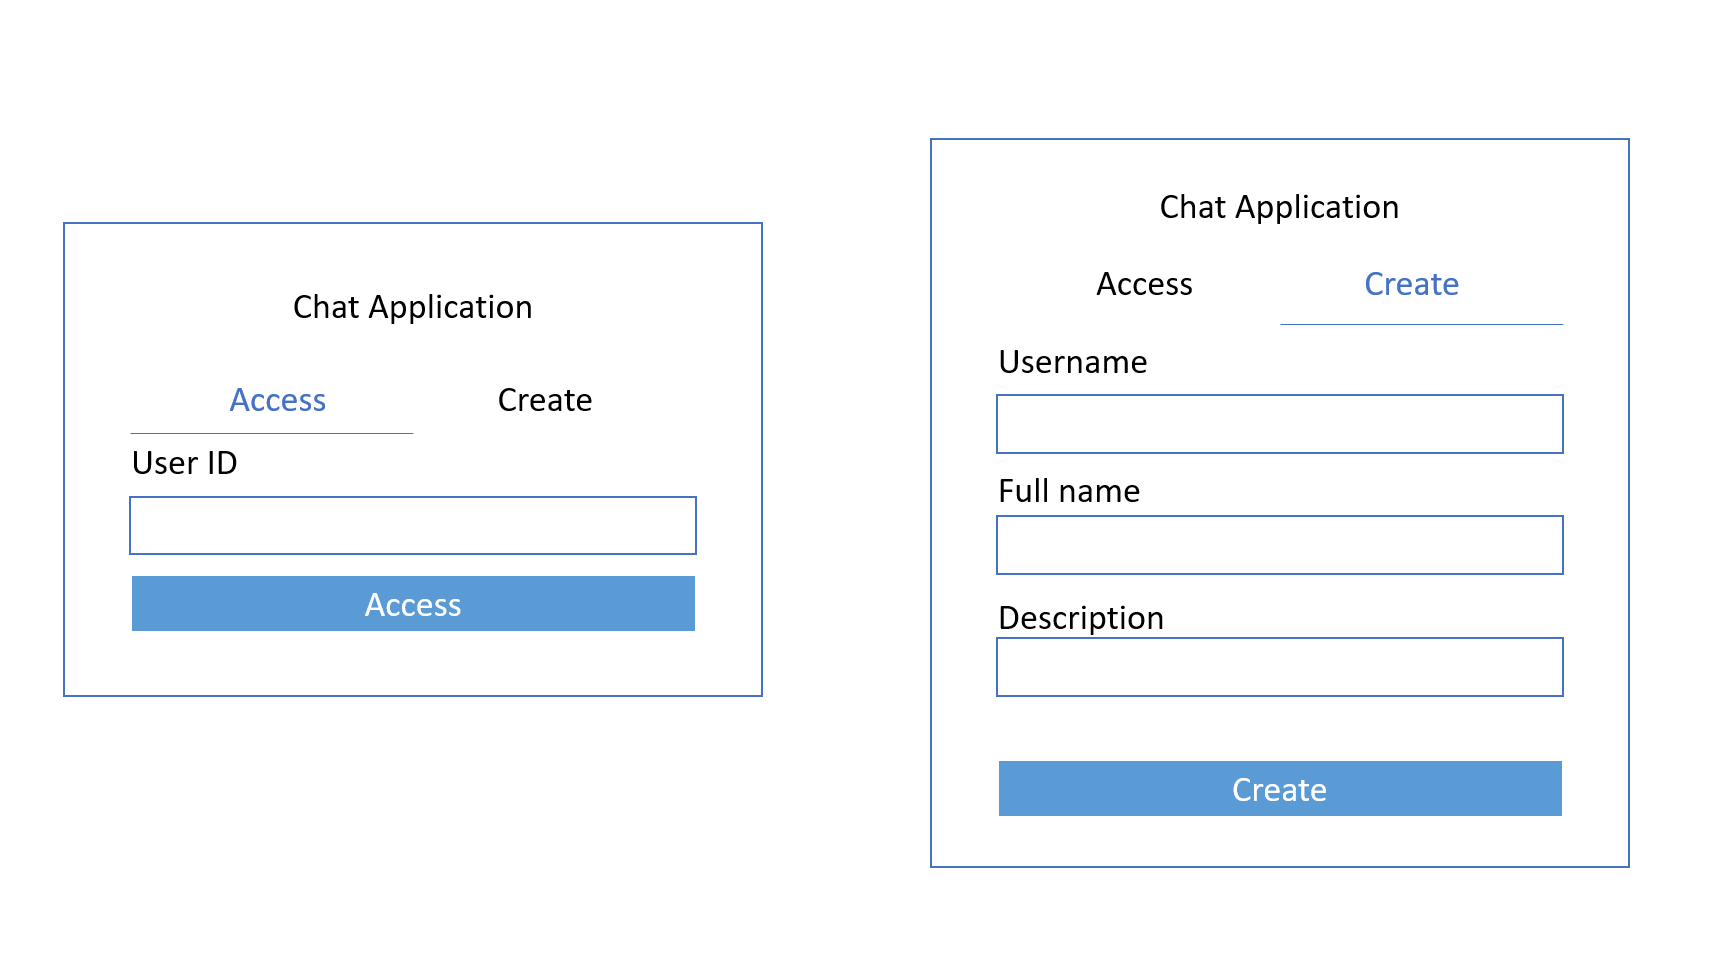 Chat Application
Access Create
User ID
Access
Chat Application
Access Create
Username
Full name
Description
Create